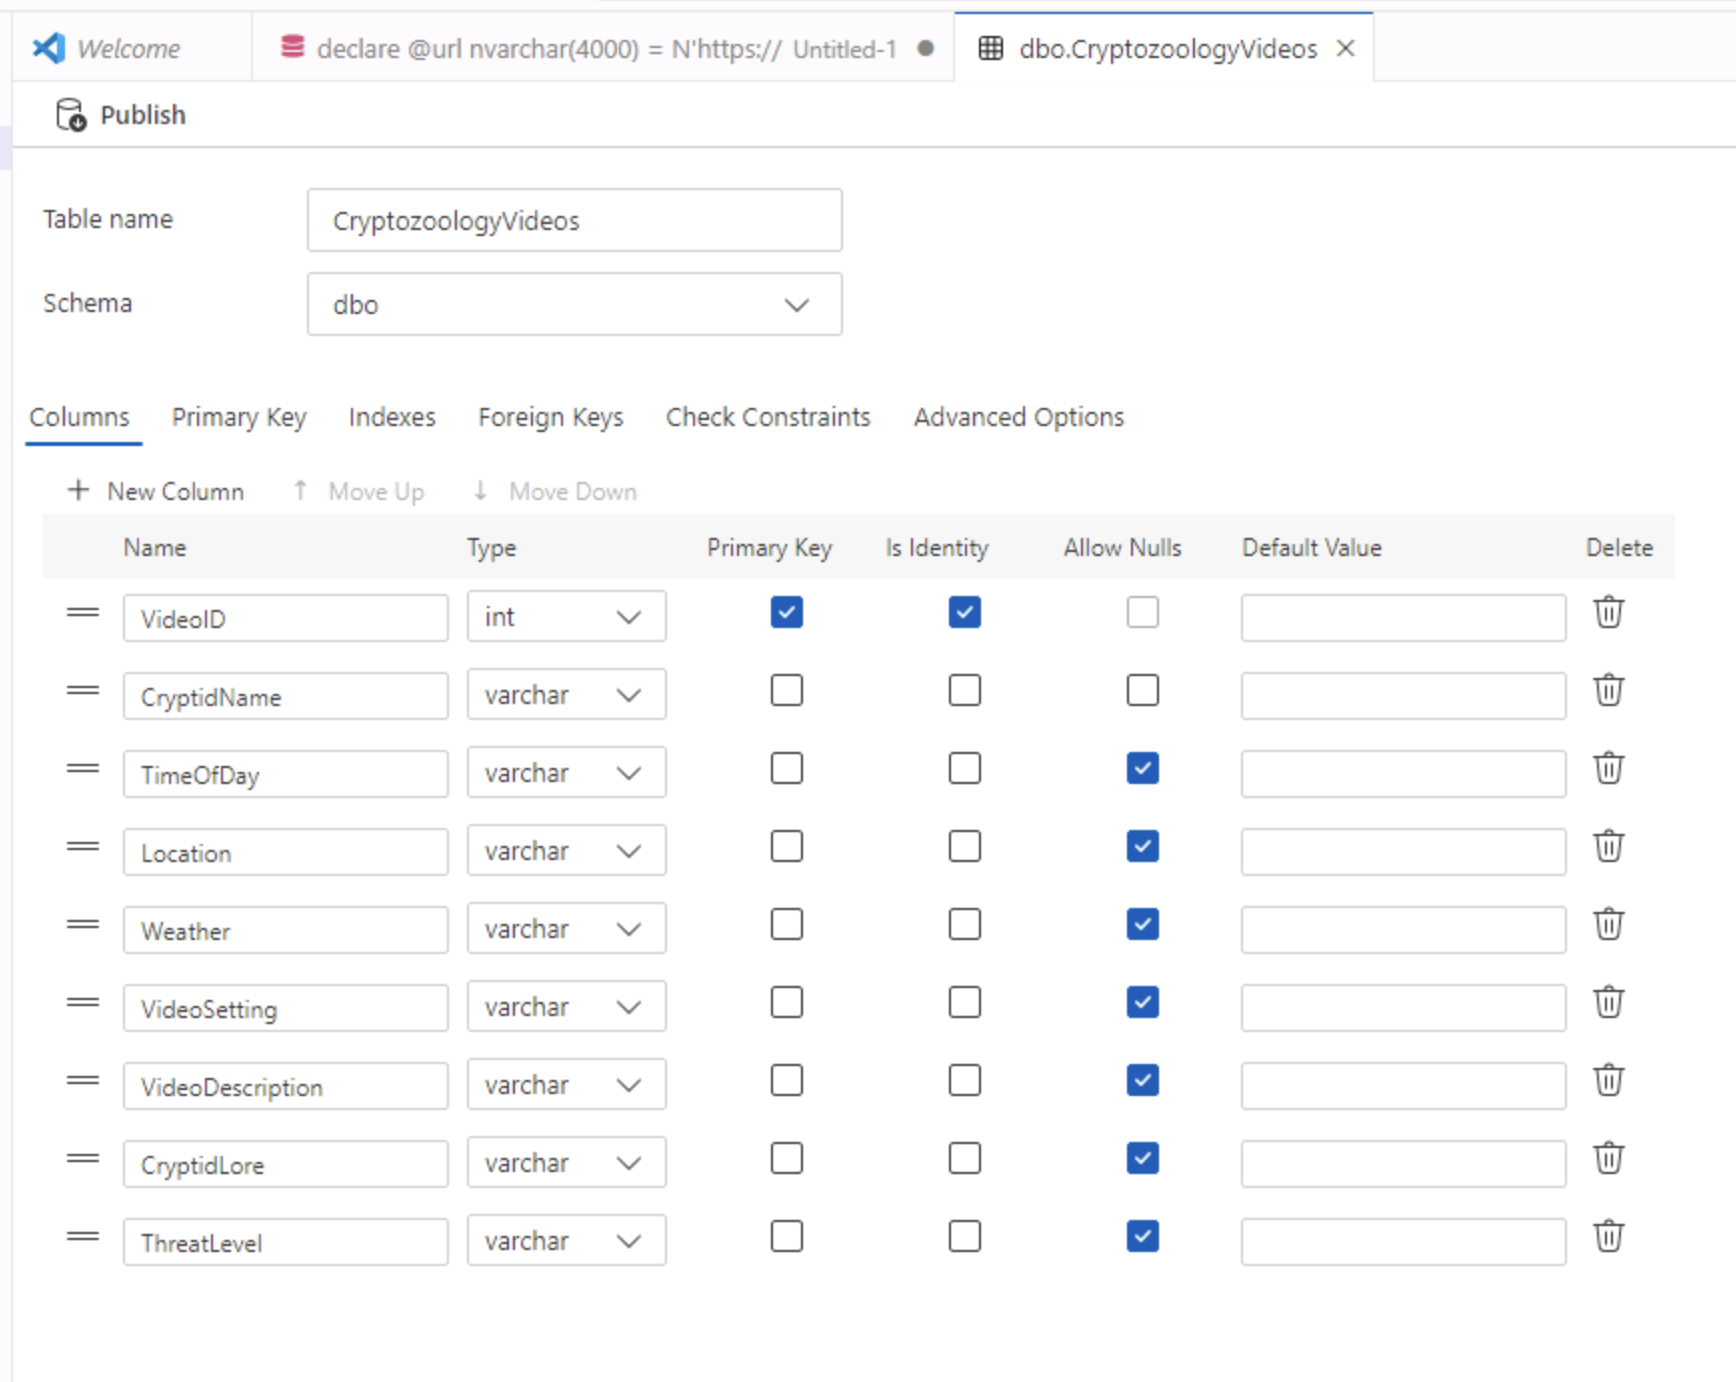 Welcome declare @url nvarchar(4000) = N'https:// Untitled-1 dbo.CryptozoologyVideos
Publish
Table name CryptozoologyVideos
Schema dbo
Columns Primary Key Indexes Foreign Keys Check Constraints Advanced Options
New Column Move Up Move Down
Name Type Primary Key Is Identity Allow Nulls Default Value Delete
VideoID int
CryptidName varchar
TimeOfDay varchar
Location varchar
Weather varchar
VideoSetting varchar
VideoDescription varchar
CryptidLore varchar
ThreatLevel varchar